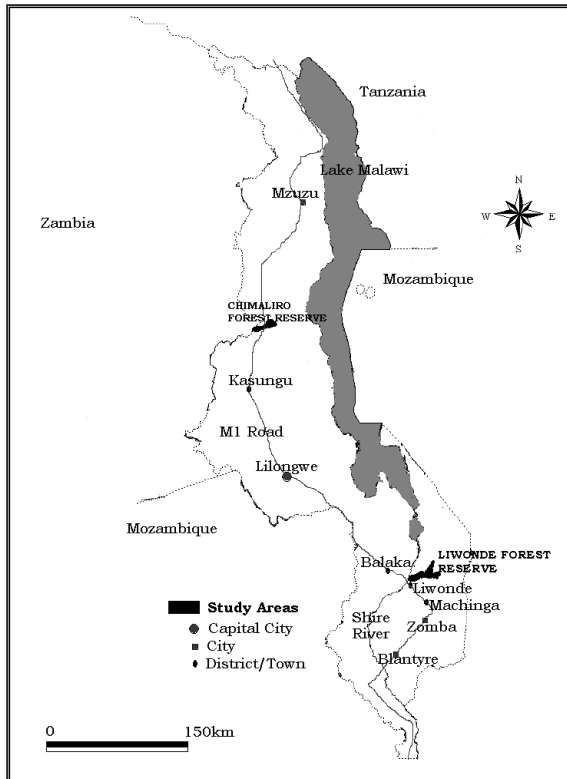 Tanzania
Lake Malawi
Mzuzu
N
W
E
S
Zambia
Mozambique
CHIMALIRO
FOREST RESERVE
Kasungu
M1 Road
Lilongwe
Mozambique
LIWONDE FOREST
RESERVE
Balaka
Liwonde
Machinga
Shire
River
Zomba
Blantyre
Study Areas
Capital City
City
District/Town
0
150km